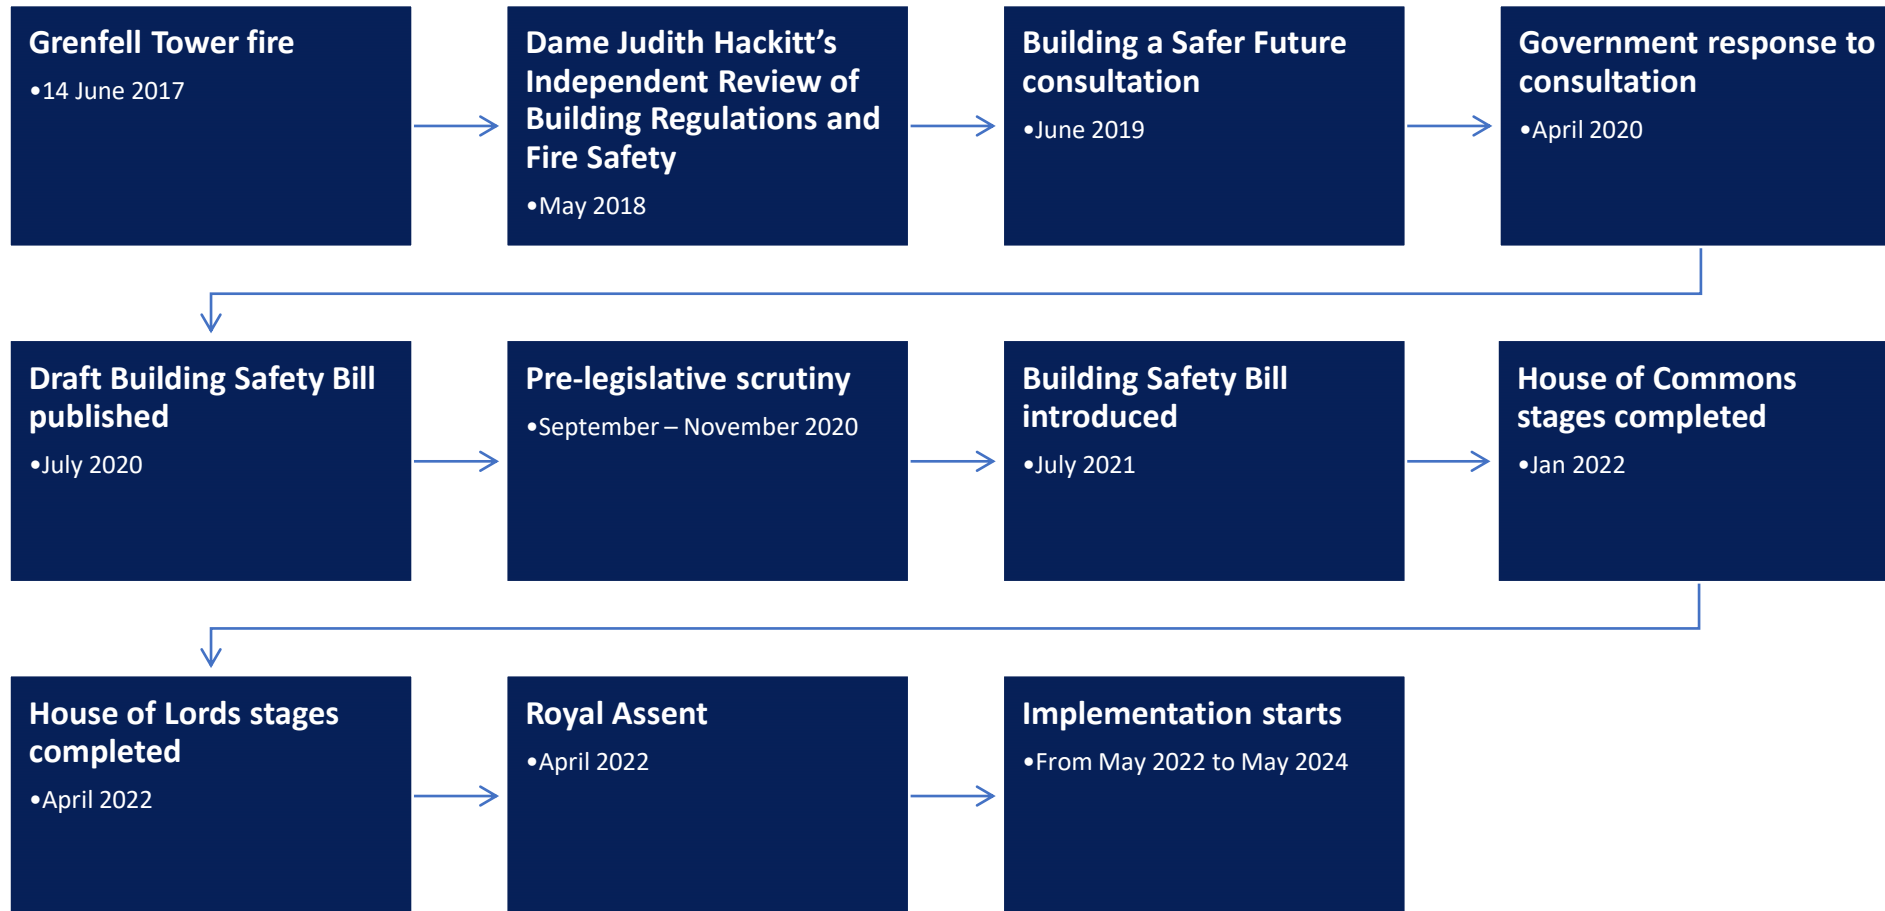 Grenfell Tower fire
•14 June 2017
Dame Judith Hackitt’s
Independent Review of
Building Regulations and
Fire Safety
•May 2018
Building a Safer Future
consultation
•June 2019
Government response to
consultation
•April 2020
Draft Building Safety Bill
published
•July 2020
Pre-legislative scrutiny
•September – November 2020
Building Safety Bill
introduced
•July 2021
House of Commons
stages completed
•Jan 2022
House of Lords stages
completed
•April 2022
Royal Assent
•April 2022
Implementation starts
•From May 2022 to May 2024